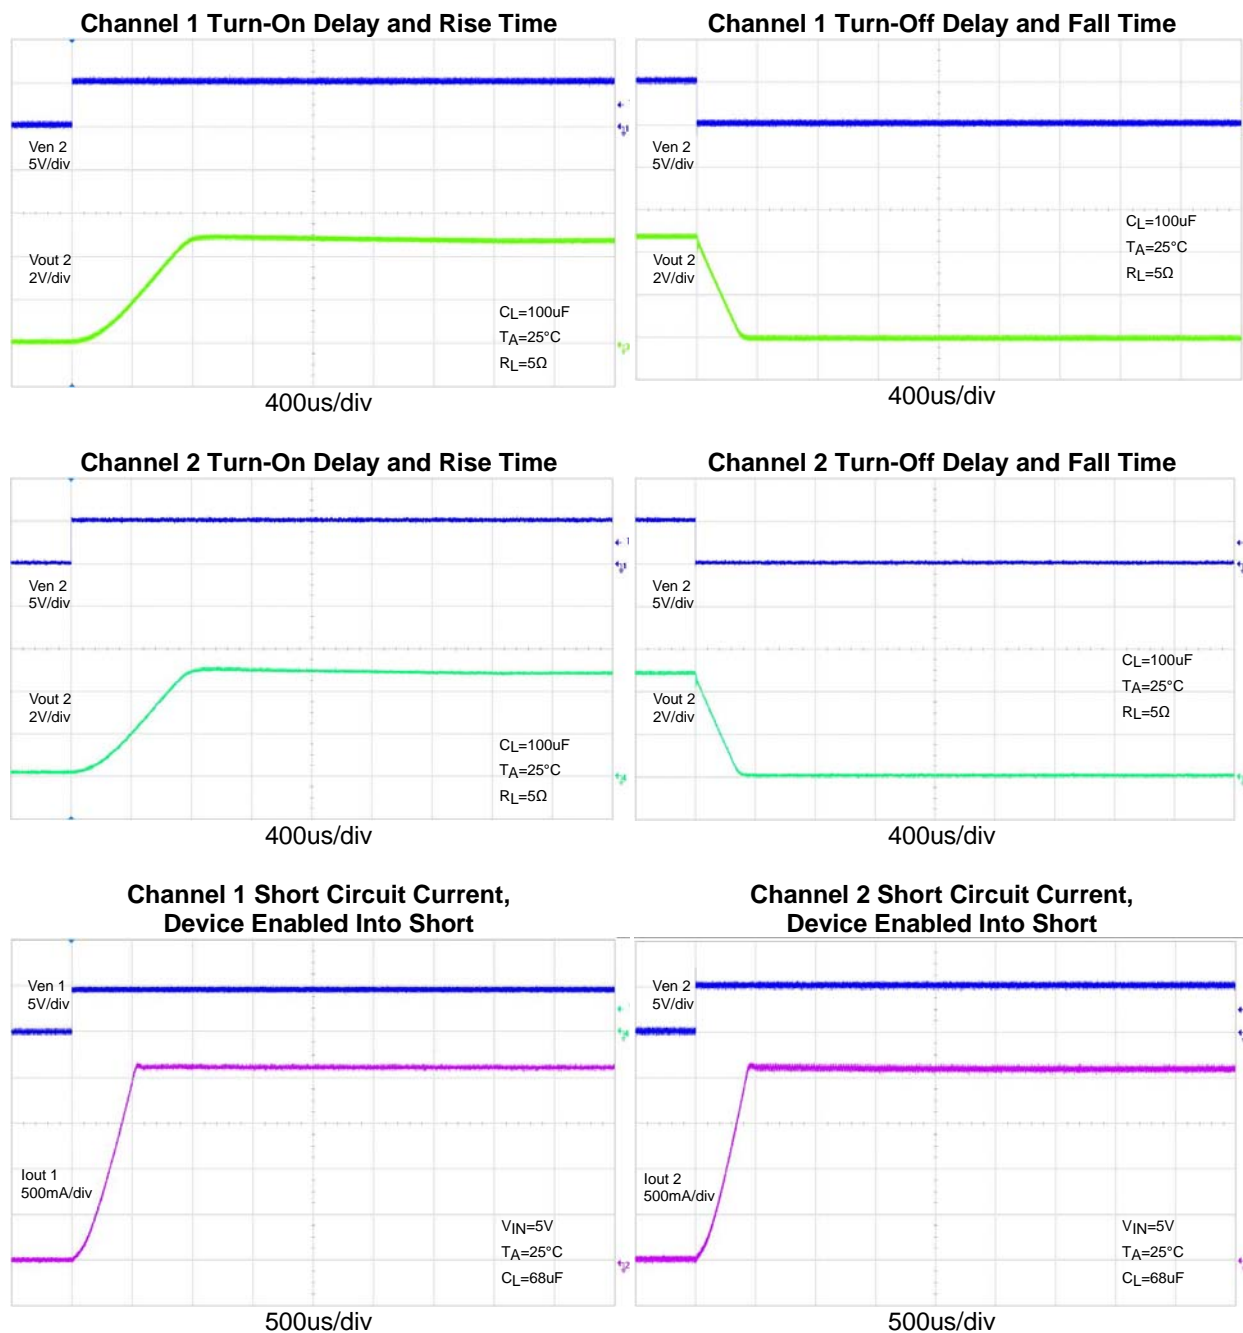 Channel 1 Turn-On Delay and Rise Time
Ven 2
5V/div
Vout 2
2V/div
CL=100uF
TA=25°C
RL=5Ω
400us/div
Channel 1 Turn-Off Delay and Fall Time
Ven 2
5V/div
Vout 2
2V/div
CL=100uF
TA=25°C
RL=5Ω
400us/div
Channel 2 Turn-On Delay and Rise Time
Ven 2
5V/div
Vout 2
2V/div
CL=100uF
TA=25°C
RL=5Ω
400us/div
Channel 2 Turn-Off Delay and Fall Time
Ven 2
5V/div
Vout 2
2V/div
CL=100uF
TA=25°C
RL=5Ω
400us/div
Channel 1 Short Circuit Current,
Device Enabled Into Short
Ven 1
5V/div
Iout 1
500mA/div
VIN=5V
TA=25°C
CL=68uF
500us/div
Channel 2 Short Circuit Current,
Device Enabled Into Short
Ven 2
5V/div
Iout 2
500mA/div
VIN=5V
TA=25°C
CL=68uF
500us/div